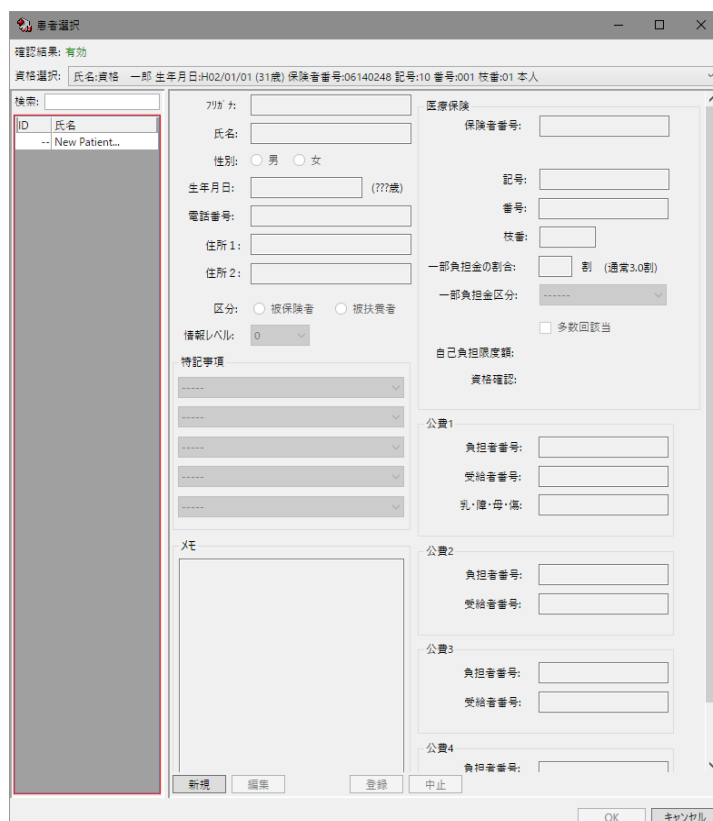 患者選択
確認結果: 有効
資格選択: 氏名:資格 一郎 生年月日:H02/01/01 (31歳) 保険者番号:06140248 記号:10 番号:001 枝番:01 本人
検索:
ID 氏名
-- New Patient...
フリガナ:
氏名:
性別: 男 女
生年月日: (???歳)
電話番号:
住所1:
住所2:
区分: 被保険者 被扶養者
情報レベル: 0
特記事項
-----
-----
-----
-----
-----
メモ
新規 編集 登録 中止
医療保険
保険者番号:
記号:
番号:
枝番:
一部負担金の割合: 割 (通常3.0割)
一部負担金区分: ------
多数回該当
自己負担限度額:
資格確認:
公費1
負担者番号:
受給者番号:
乳・障・母・傷:
公費2
負担者番号:
受給者番号:
公費3
負担者番号:
受給者番号:
公費4
負担者番号:
OK キャンセル